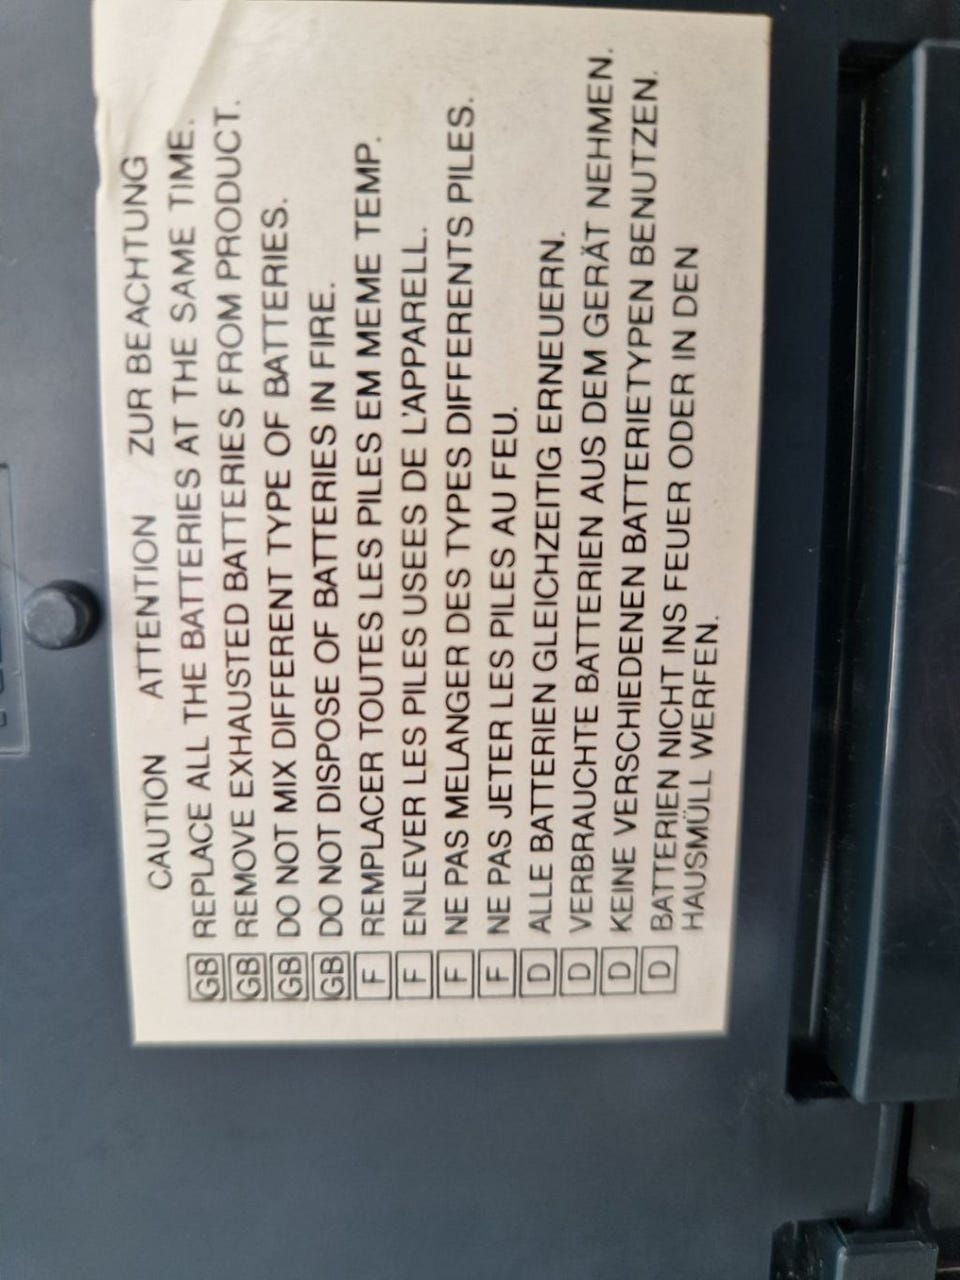 CAUTION ATTENTION ZUR BEACHTUNG
GB REPLACE ALL THE BATTERIES AT THE SAME TIME.
GB REMOVE EXHAUSTED BATTERIES FROM PRODUCT.
GB DO NOT MIX DIFFERENT TYPE OF BATTERIES.
GB DO NOT DISPOSE OF BATTERIES IN FIRE.
F REMPLACER TOUTES LES PILES EM MEME TEMP.
F ENLEVER LES PILES USEES DE L'APPARELL.
F NE PAS MELANGER DES TYPES DIFFERENTS PILES.
F NE PAS JETER LES PILES AU FEU.
D ALLE BATTERIEN GLEICHZEITIG ERNEUERN.
D VERBRAUCHTE BATTERIEN AUS DEM GERÄT NEHMEN.
D KEINE VERSCHIEDENEN BATTERIETYPEN BENUTZEN.
D BATTERIEN NICHT INS FEUER ODER IN DEN
HAUSMÜLL WERFEN.